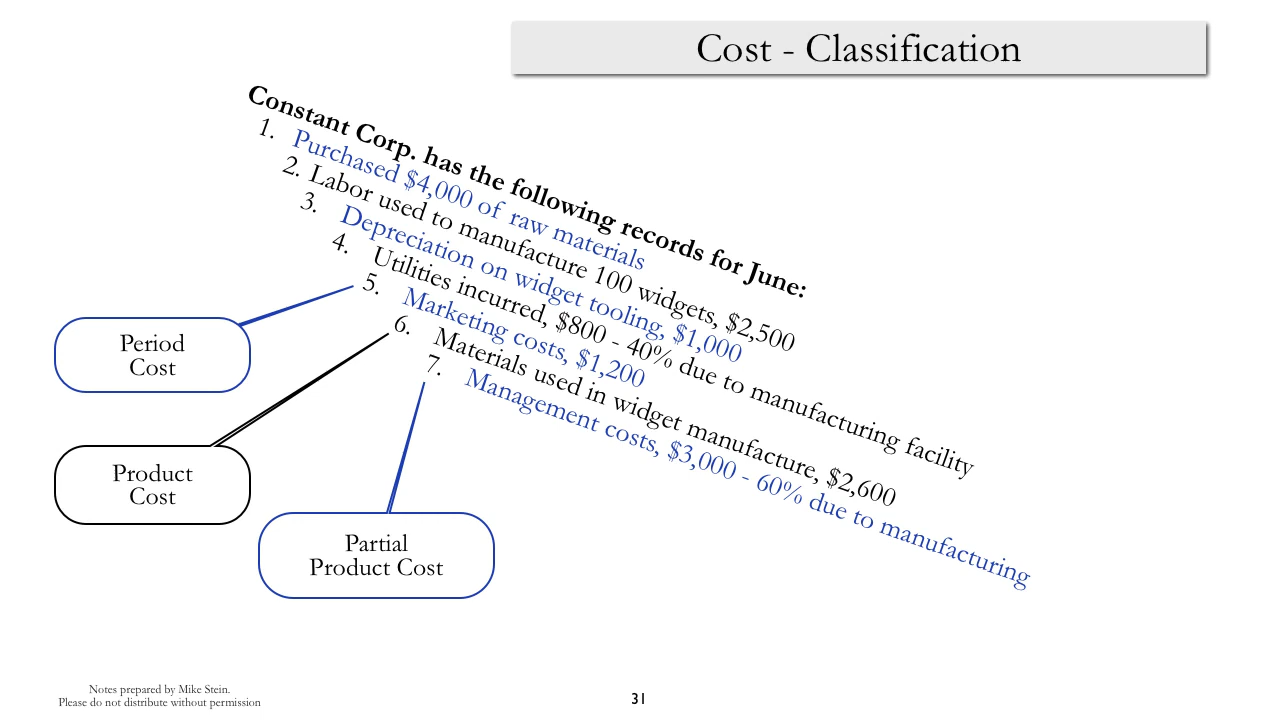 Cost - Classification
Constant Corp. has the following records for June:
1. Purchased $4,000 of raw materials
2. Labor used to manufacture 100 widgets, $2,500
3. Depreciation on widget tooling, $1,000
4. Utilities incurred, $800 - 40% due to manufacturing facility
5. Marketing costs, $1,200
6. Materials used in widget manufacture, $2,600
7. Management costs, $3,000 - 60% due to manufacturing
Period
Cost
Product
Cost
Partial
Product Cost
Notes prepared by Mike Stein.
Please do not distribute without permission
31